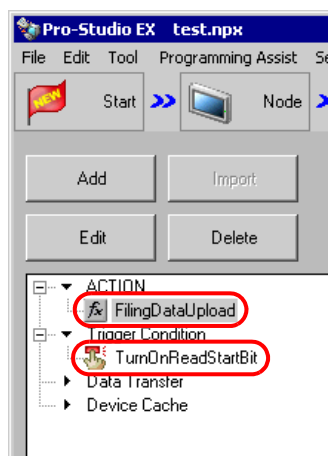 Pro-Studio EX test.npx
File Edit Tool Programming Assist Se
NEW Start Node
Add Import
Edit Delete
ACTION
fx FilingDataUpload
Trigger Condition
TurnOnReadStartBit
Data Transfer
Device Cache